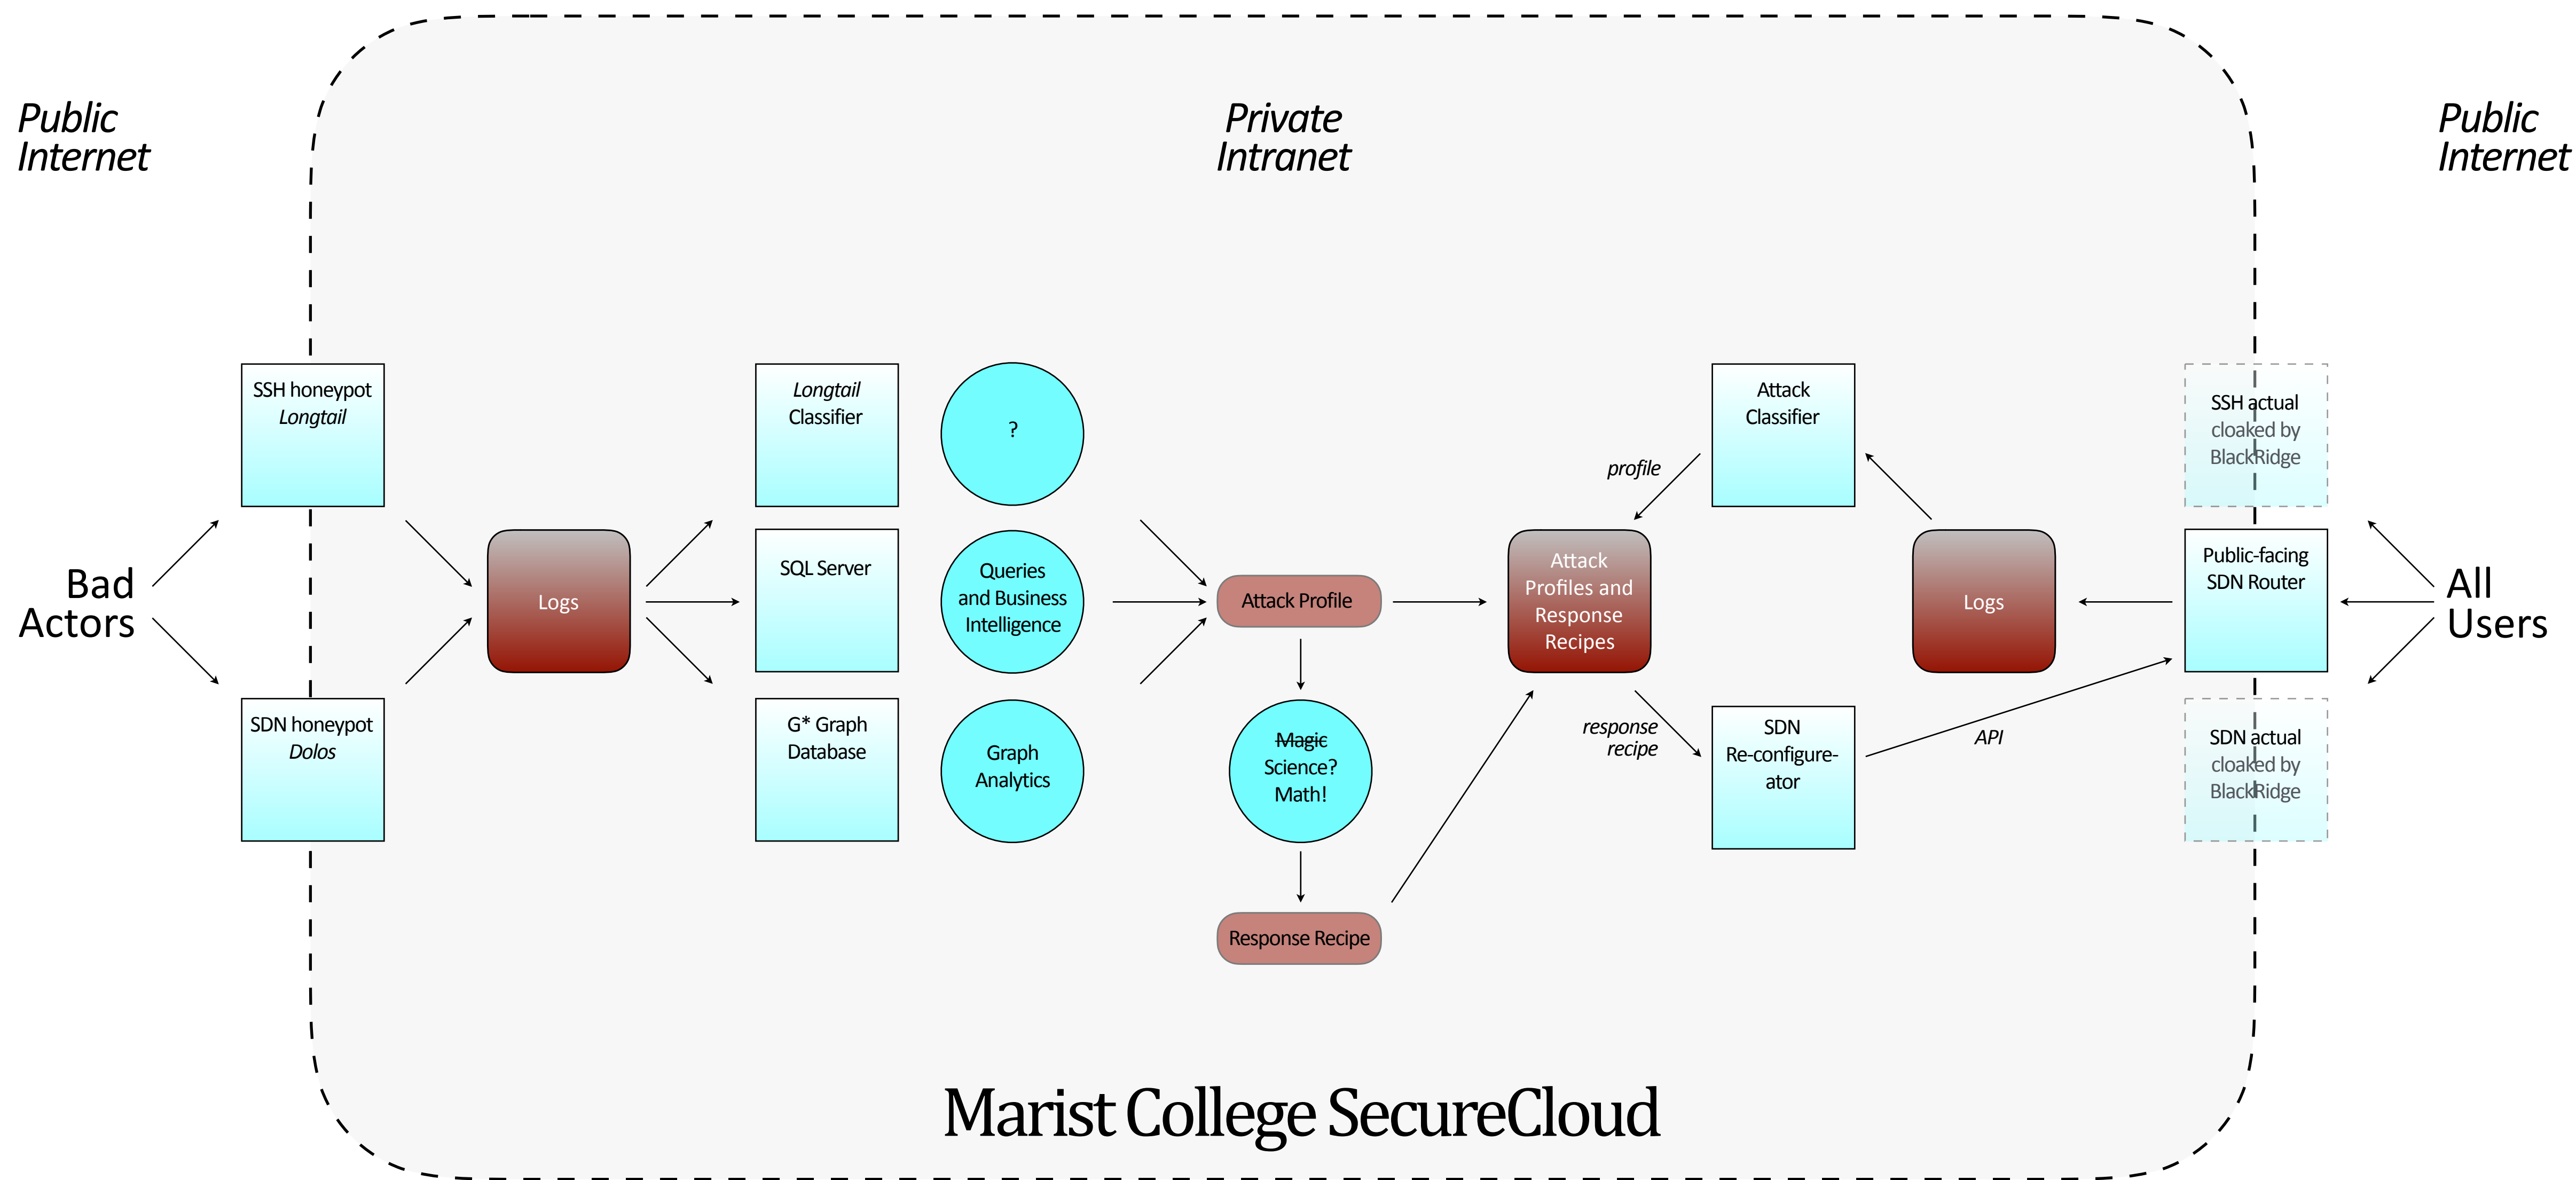 Public
Internet
Private
Intranet
Public
Internet
Bad
Actors
SSH honeypot
Longtail
SDN honeypot
Dolos
Logs
Longtail
Classifier
SQL Server
G* Graph
Database
?
Queries
and Business
Intelligence
Graph
Analytics
Attack Profile
Magic
Science?
Math!
Response Recipe
Attack
Profiles and
Response
Recipes
profile
response
recipe
Attack
Classifier
SDN
Re-configure-
ator
API
Logs
SSH actual
cloaked by
BlackRidge
Public-facing
SDN Router
SDN actual
cloaked by
BlackRidge
All
Users
Marist College SecureCloud